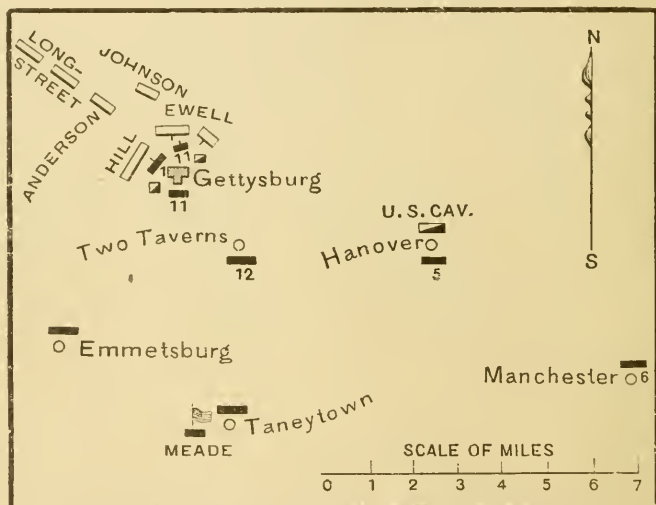 LONG-
STREET
JOHNSON
EWELL
ANDERSON
HILL
11
1
Gettysburg
11
N
U.S. CAV.
Two Taverns
12
Hanover
5
S
Emmetsburg
Manchester
6
Taneytown
MEADE
SCALE OF MILES
0 1 2 3 4 5 6 7